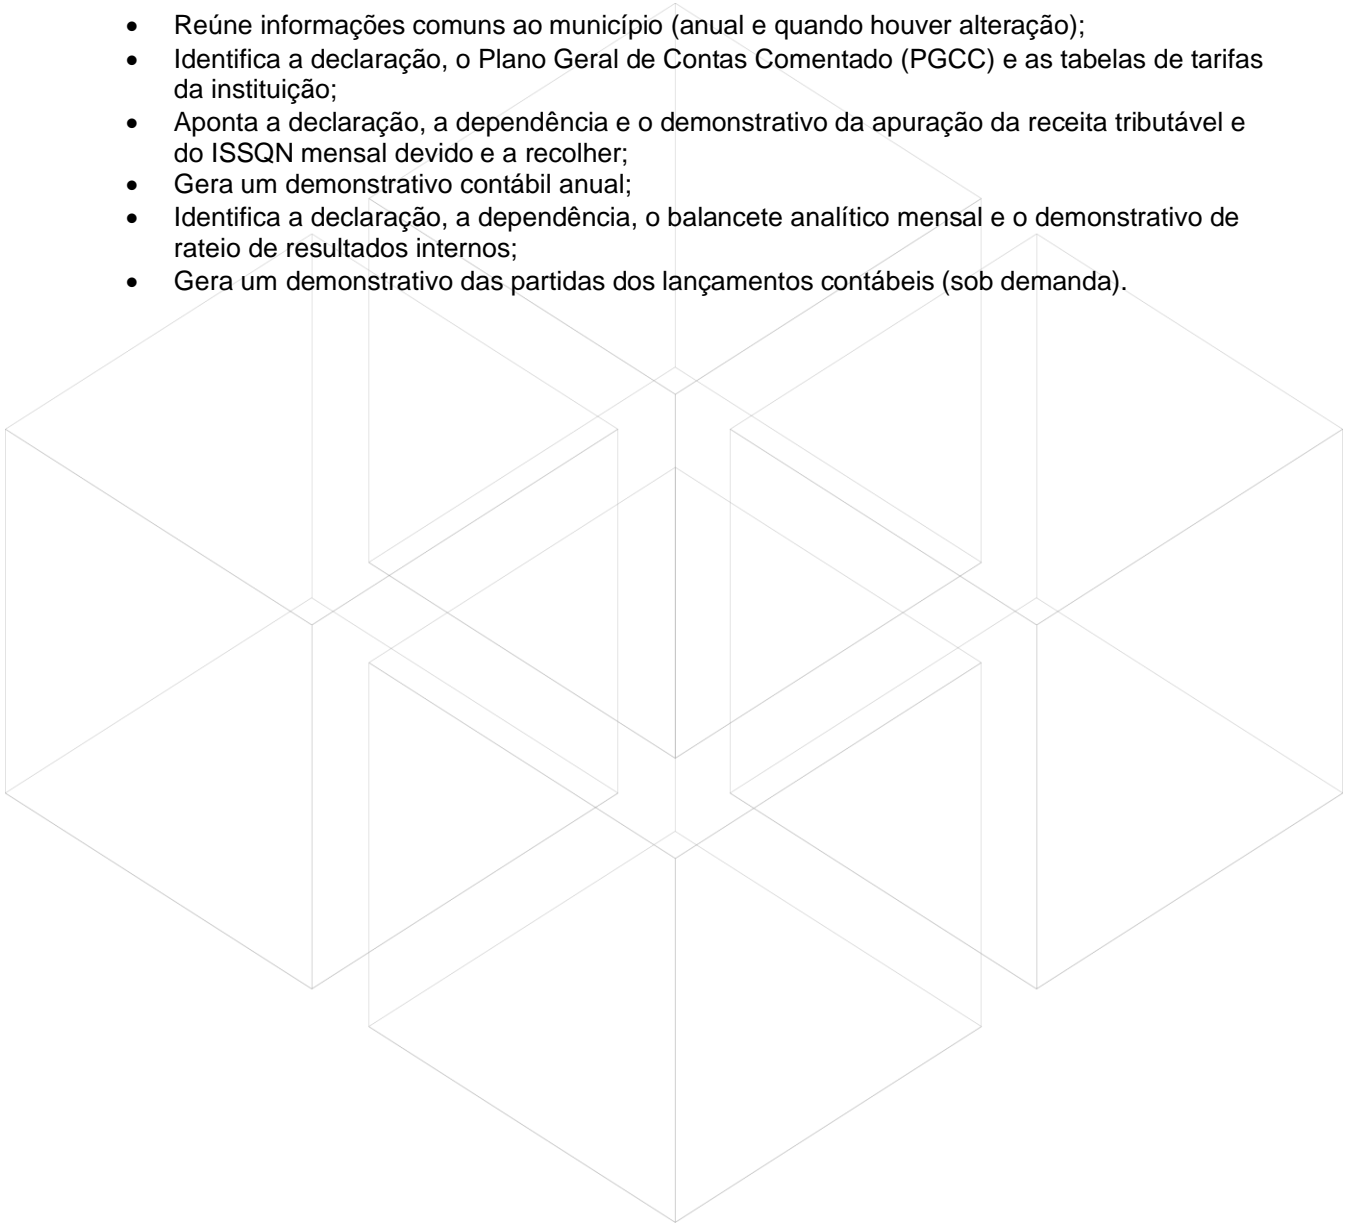 • Reúne informações comuns ao município (anual e quando houver alteração);
• Identifica a declaração, o Plano Geral de Contas Comentado (PGCC) e as tabelas de tarifas
da instituição;
• Aponta a declaração, a dependência e o demonstrativo da apuração da receita tributável e
do ISSQN mensal devido e a recolher;
• Gera um demonstrativo contábil anual;
• Identifica a declaração, a dependência, o balancete analítico mensal e o demonstrativo de
rateio de resultados internos;
• Gera um demonstrativo das partidas dos lançamentos contábeis (sob demanda).